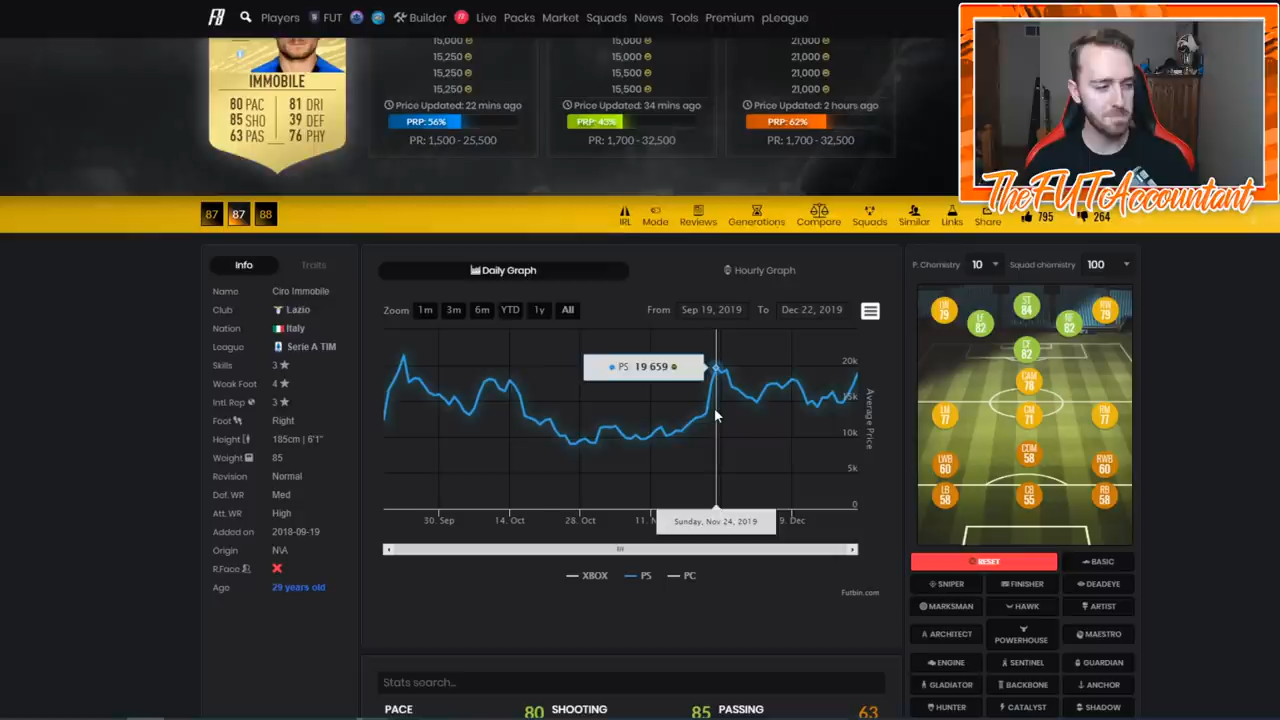 F8 Players FUT Builder Live Packs Market Squads News Tools Premium pLeague
IMMOBILE
80 PAC 81 DRI
85 SHO 39 DEF
63 PAS 76 PHY
15,000
15,250
15,250
15,250
Price Updated: 22 mins ago
PRP: 56%
PR: 1,500 - 25,500
15,000
15,500
15,500
15,500
Price Updated: 34 mins ago
PRP: 43%
PR: 1,700 - 32,500
21,000
21,000
21,000
21,000
Price Updated: 2 hours ago
PRP: 62%
PR: 1,700 - 32,500
TheFUTAccountant
87 87 88
IRL Mode Reviews Generations Compare Squads Similar Links Share 795 264
Info Traits
Name Ciro Immobile
Club Lazio
Nation Italy
League Serie A TIM
Skills 3
Weak Foot 4
Intl. Rep 3
Foot Right
Height 185cm | 6'1"
Weight 85
Revision Normal
Def. WR Med
Att. WR High
Added on 2018-09-19
Origin N\A
R.Face
Age 29 years old
Daily Graph Hourly Graph
Zoom 1m 3m 6m YTD 1y All From Sep 19, 2019 To Dec 22, 2019
PS: 19 659
20k
15k
10k
5k
0
Average Price
30. Sep 14. Oct 28. Oct 11. N 9. Dec
Sunday, Nov 24, 2019
XBOX PS PC
Futbin.com
Stats search...
PACE 80 SHOOTING 85 PASSING 63
P. Chemistry 10 Squad chemistry 100
LW 79
ST 84
RW 79
LF 82
RF 82
CF 82
CAM 78
LM 77
CM 71
RM 77
CDM 58
LWB 60
RWB 60
LB 58
CB 55
RB 58
RESET BASIC
SNIPER FINISHER DEADEYE
MARKSMAN HAWK ARTIST
ARCHITECT POWERHOUSE MAESTRO
ENGINE SENTINEL GUARDIAN
GLADIATOR BACKBONE ANCHOR
HUNTER CATALYST SHADOW